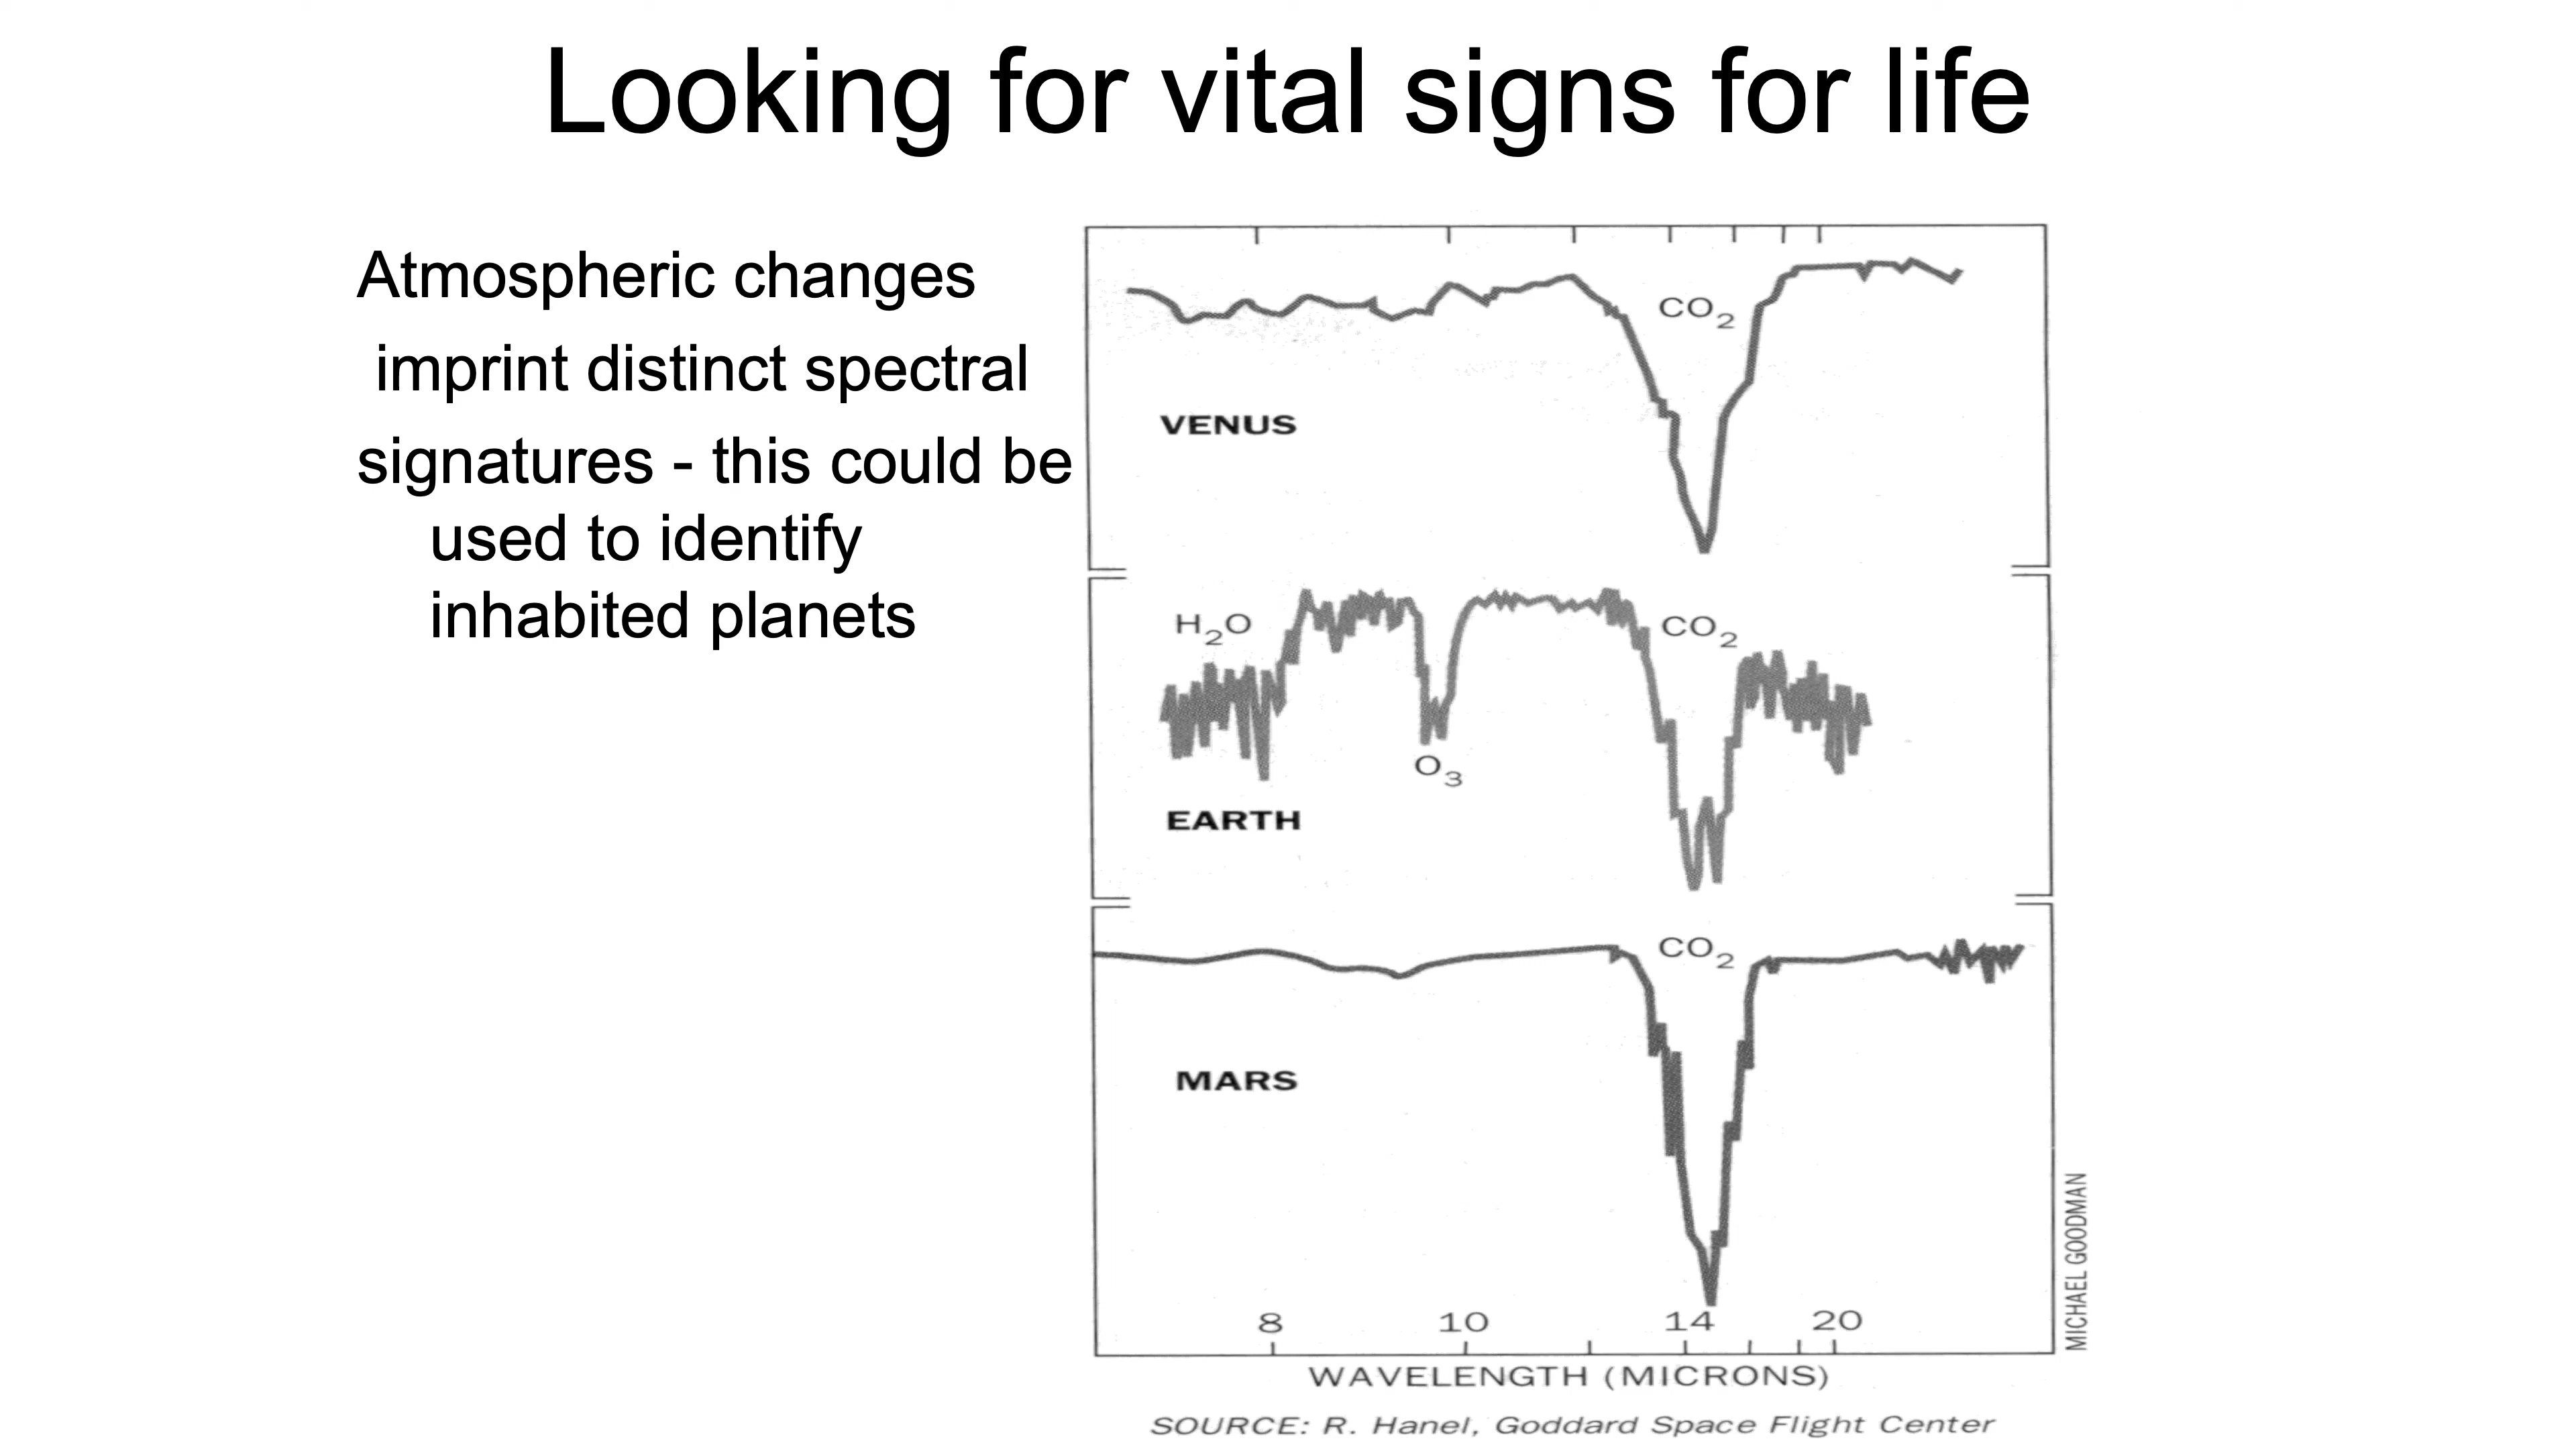 Looking for vital signs for life
Atmospheric changes
imprint distinct spectral
signatures - this could be
used to identify
inhabited planets
CO2
VENUS
H2O
CO2
O3
EARTH
CO2
MARS
8 10 14 20
WAVELENGTH (MICRONS)
MICHAEL GOODMAN
SOURCE: R. Hanel, Goddard Space Flight Center